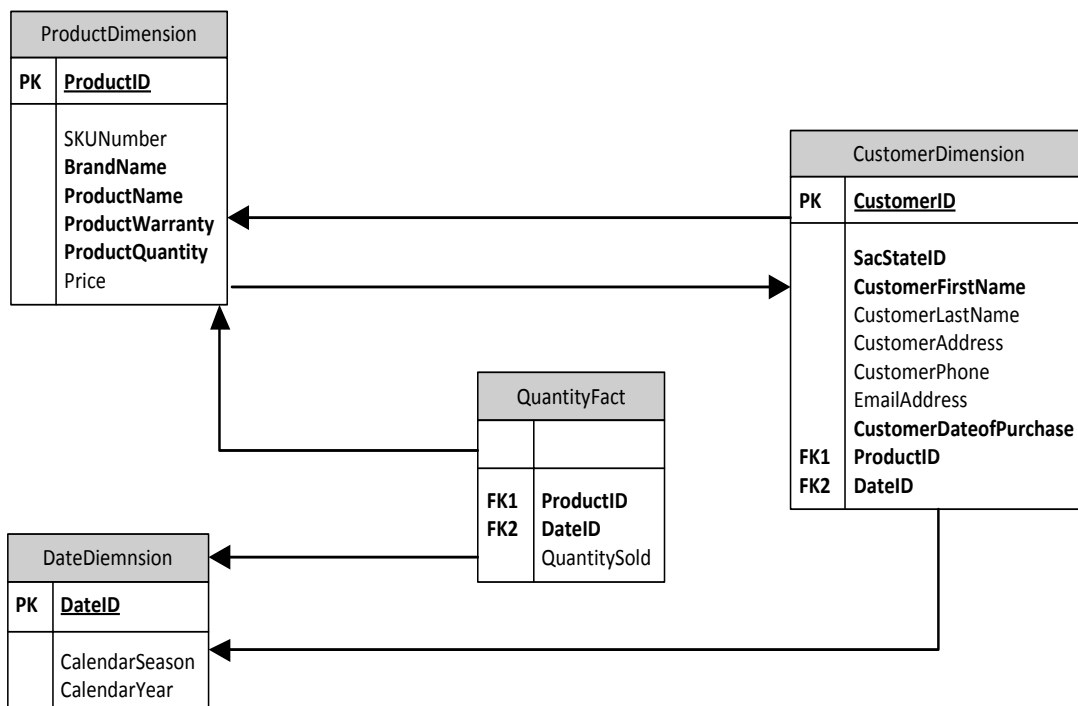 ProductDimension
PK ProductID
SKUNumber
BrandName
ProductName
ProductWarranty
ProductQuantity
Price
CustomerDimension
PK CustomerID
SacStateID
CustomerFirstName
CustomerLastName
CustomerAddress
CustomerPhone
EmailAddress
CustomerDateofPurchase
FK1 ProductID
FK2 DateID
QuantityFact
FK1 ProductID
FK2 DateID
QuantitySold
DateDiemnsion
PK DateID
CalendarSeason
CalendarYear